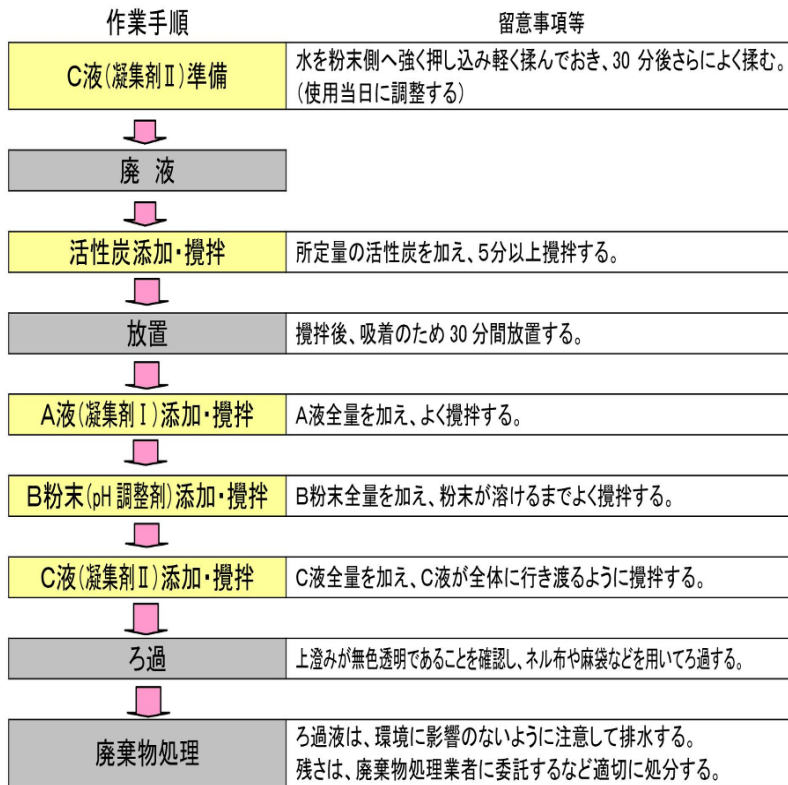 作業手順
留意事項等
C液(凝集剤Ⅱ)準備
水を粉末側へ強く押し込み軽く揉んでおき、30 分後さらによく揉む。
(使用当日に調整する)
廃 液
活性炭添加・攪拌
所定量の活性炭を加え、5分以上攪拌する。
放置
攪拌後、吸着のため 30 分間放置する。
A液(凝集剤Ⅰ)添加・攪拌
A液全量を加え、よく攪拌する。
B粉末(pH 調整剤)添加・攪拌
B粉末全量を加え、粉末が溶けるまでよく攪拌する。
C液(凝集剤Ⅱ)添加・攪拌
C液全量を加え、C液が全体に行き渡るように攪拌する。
ろ過
上澄みが無色透明であることを確認し、ネル布や麻袋などを用いてろ過する。
廃棄物処理
ろ過液は、環境に影響のないように注意して排水する。
残さは、廃棄物処理業者に委託するなど適切に処分する。